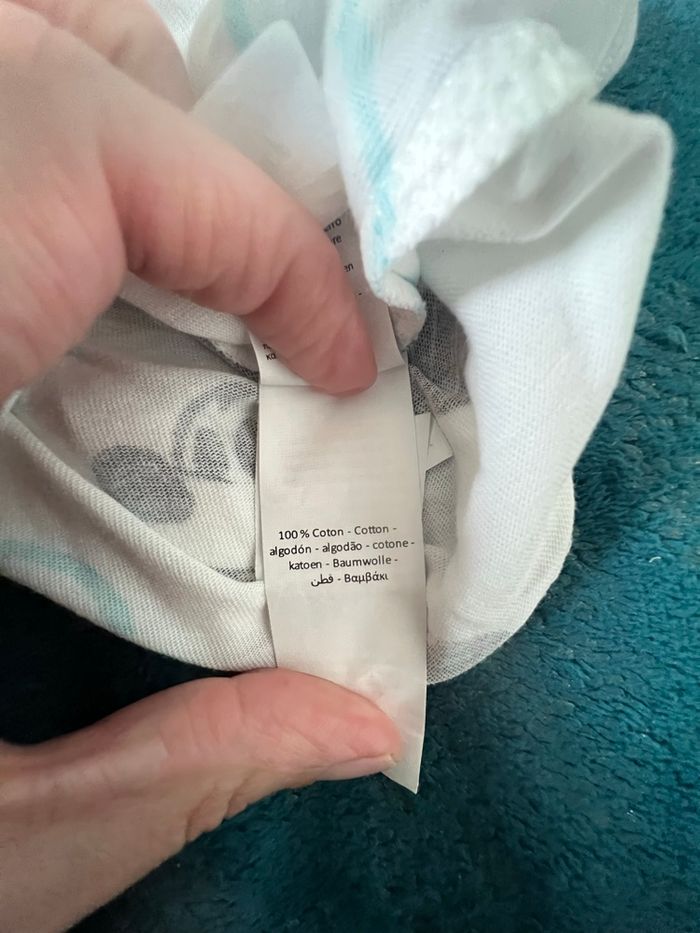 100 % Coton - Cotton -
algodón - algodão - cotone -
katoen - Baumwolle -
قطن - Βαμβάκι